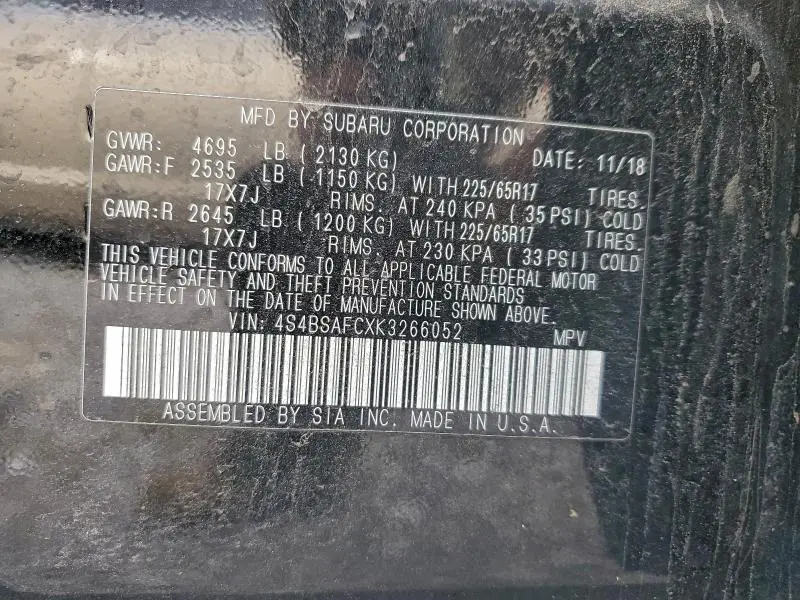 MFD BY SUBARU CORPORATION
GVWR: 4695 LB ( 2130 KG) DATE: 11/18
GAWR:F 2535 LB ( 1150 KG) WITH 225/65R17 TIRES.
17X7J RIMS. AT 240 KPA ( 35 PSI) COLD
GAWR:R 2645 LB ( 1200 KG) WITH 225/65R17 TIRES.
17X7J RIMS. AT 230 KPA ( 33 PSI) COLD
THIS VEHICLE CONFORMS TO ALL APPLICABLE FEDERAL MOTOR
VEHICLE SAFETY AND THEFT PREVENTION STANDARDS
IN EFFECT ON THE DATE OF MANUFACTURE SHOWN ABOVE.
VIN: 4S4BSAFCXK3266052 MPV
ASSEMBLED BY SIA INC. MADE IN U.S.A.